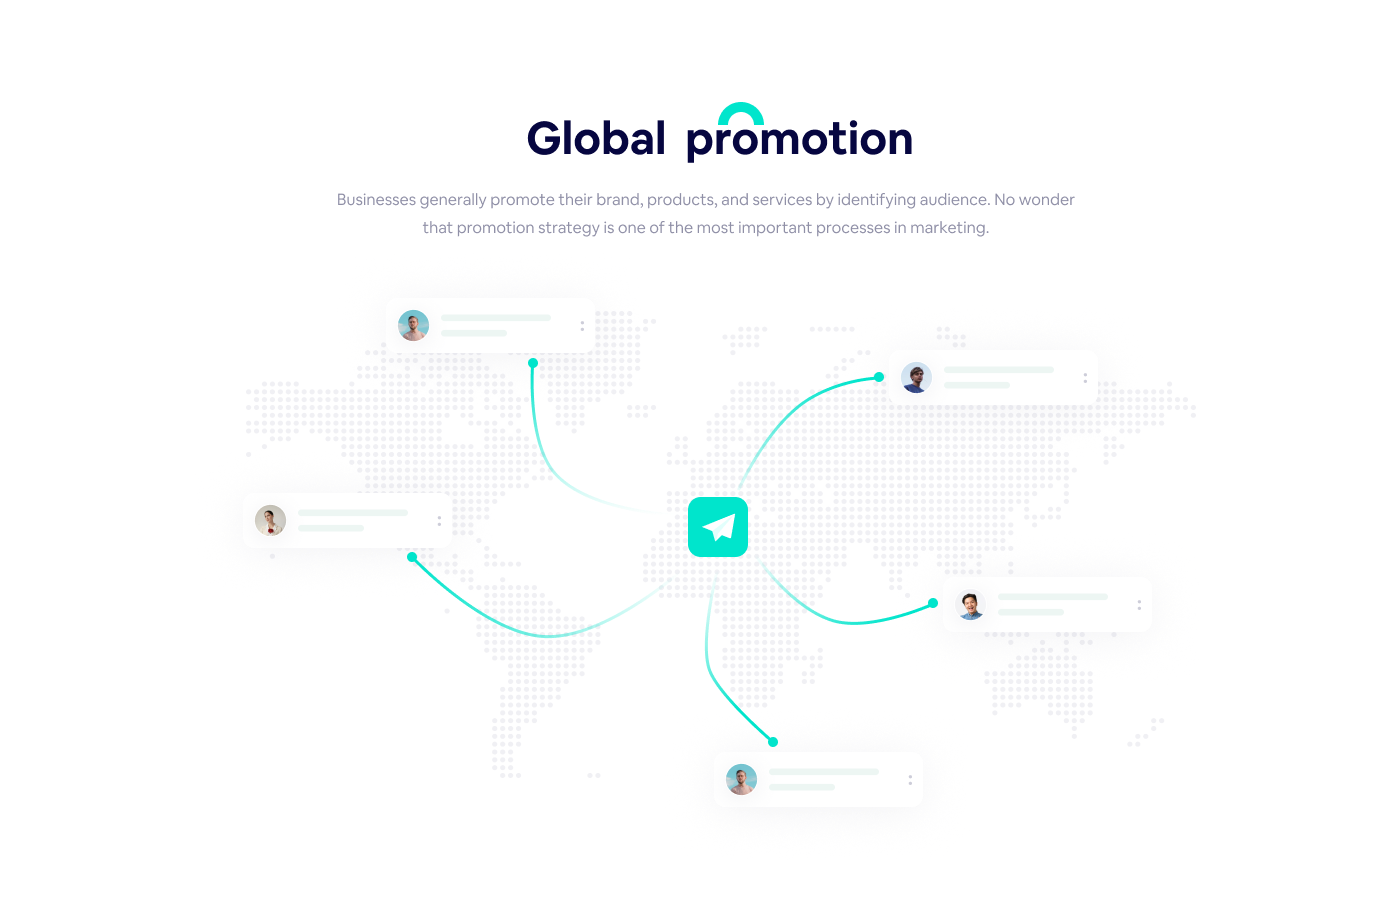 Global promotion
Businesses generally promote their brand, products, and services by identifying audience. No wonder
that promotion strategy is one of the most important processes in marketing.